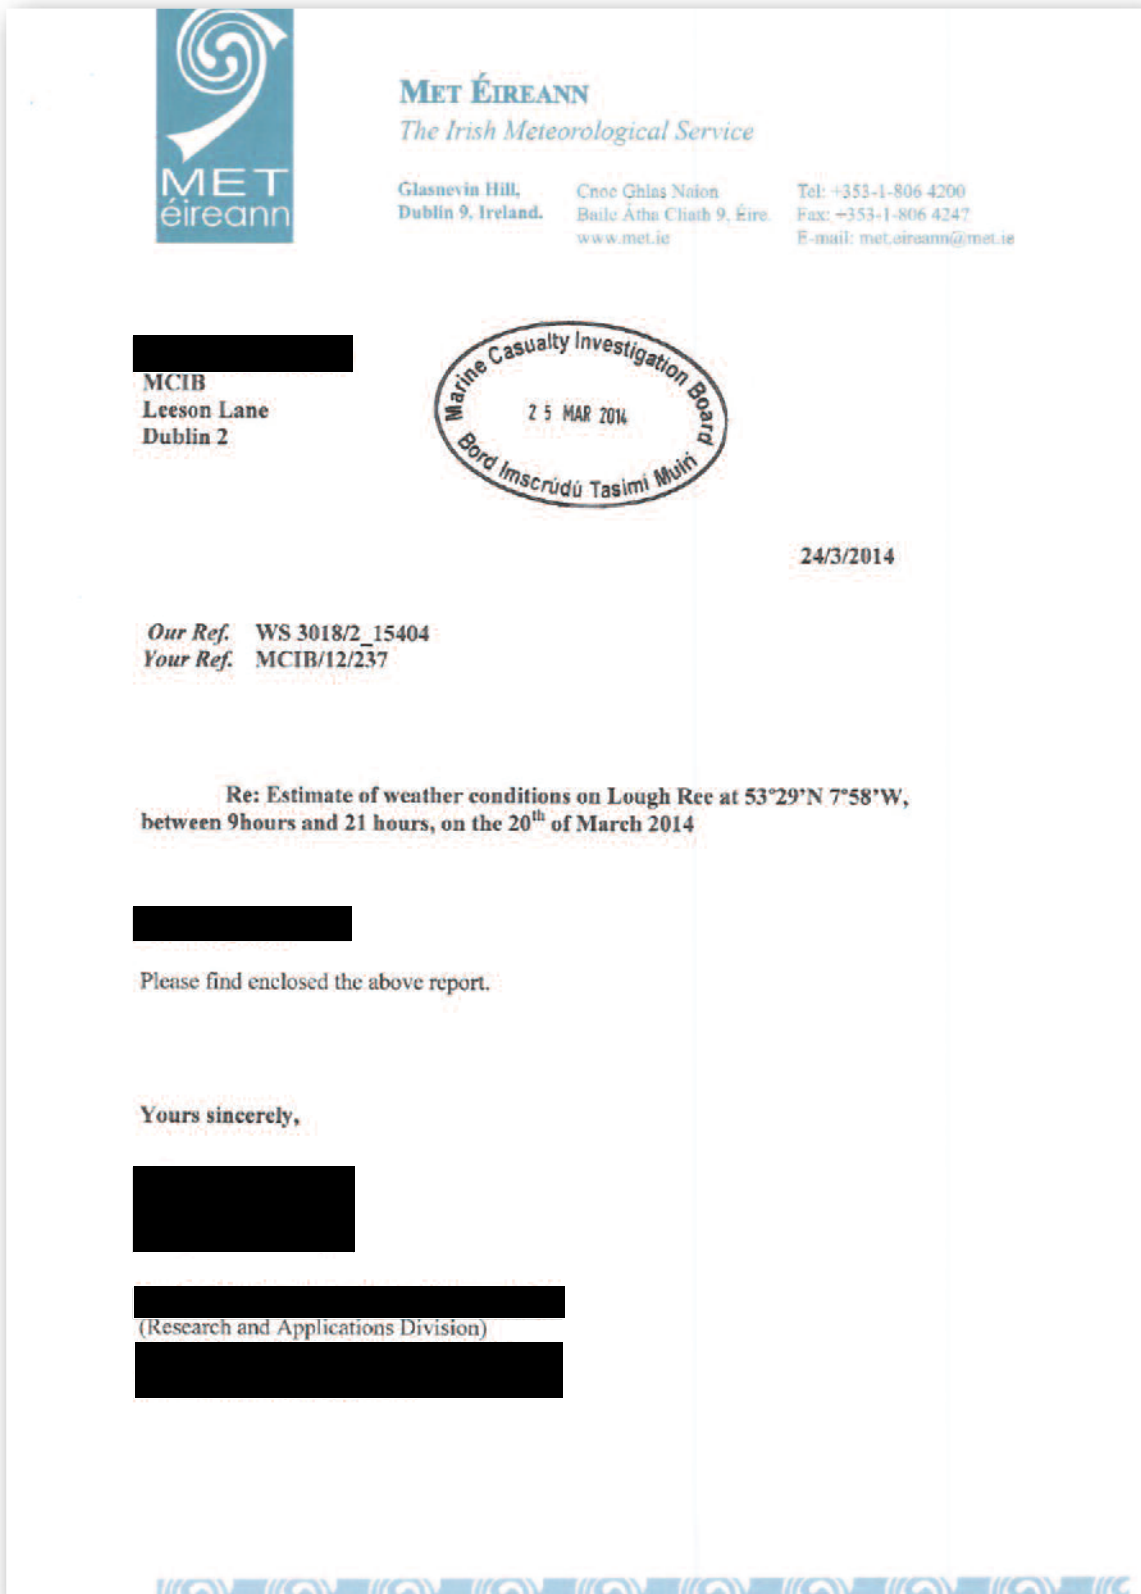 MET
éireann
MET ÉIREANN
The Irish Meteorological Service
Glasnevin Hill,
Dublin 9, Ireland.
Cnoc Ghlas Naíon
Baile Átha Cliath 9, Éire.
www.met.ie
Tel: +353-1-806 4200
Fax: +353-1-806 4247
E-mail: met.eireann@met.ie
MCIB
Leeson Lane
Dublin 2
Marine Casualty Investigation Board
25 MAR 2014
Bord Imscrúdú Tasimí Muirí
24/3/2014
Our Ref. WS 3018/2_15404
Your Ref. MCIB/12/237
Re: Estimate of weather conditions on Lough Ree at 53°29’N 7°58’W,
between 9hours and 21 hours, on the 20th of March 2014
Please find enclosed the above report.
Yours sincerely,
(Research and Applications Division)